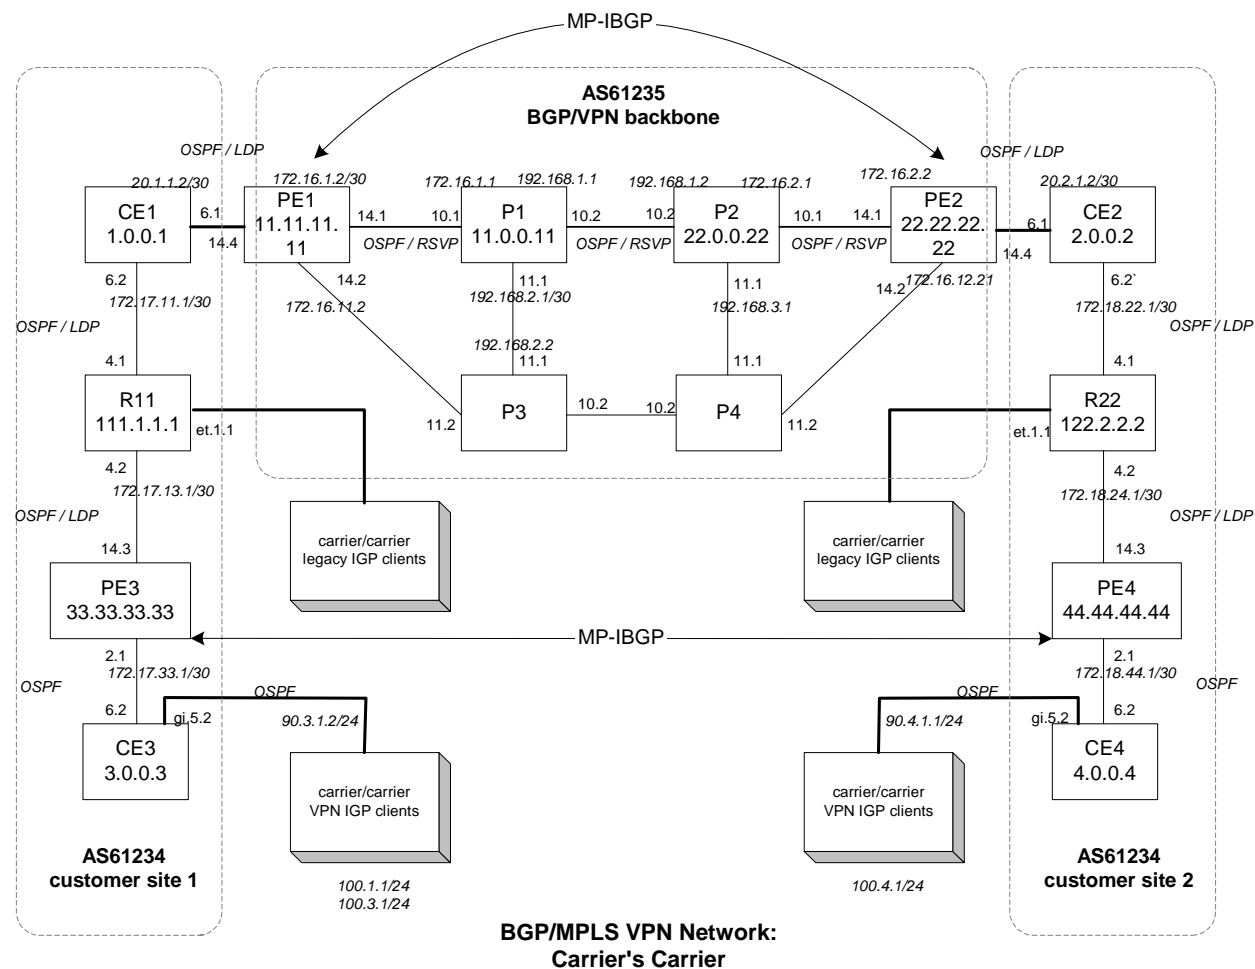 MP-IBGP
AS61235
BGP/VPN backbone
OSPF / LDP
OSPF / LDP
20.1.1.2/30
172.16.1.2/30
172.16.1.1
192.168.1.1
192.168.1.2
172.16.2.1
172.16.2.2
20.2.1.2/30
CE1
1.0.0.1
6.1
14.4
PE1
11.11.11.
11
14.1
10.1
OSPF / RSVP
P1
11.0.0.11
10.2
10.2
OSPF / RSVP
P2
22.0.0.22
10.1
14.1
OSPF / RSVP
PE2
22.22.22.
22
6.1
14.4
CE2
2.0.0.2
6.2
172.17.11.1/30
14.2
172.16.11.2
11.1
192.168.2.1/30
11.1
192.168.3.1
14.2
172.16.12.21
6.2`
172.18.22.1/30
OSPF / LDP
OSPF / LDP
192.168.2.2
4.1
11.1
11.1
4.1
R11
111.1.1.1
et.1.1
P3
11.2
10.2
10.2
P4
11.2
R22
122.2.2.2
et.1.1
4.2
172.17.13.1/30
4.2
172.18.24.1/30
OSPF / LDP
OSPF / LDP
carrier/carrier
legacy IGP clients
carrier/carrier
legacy IGP clients
14.3
14.3
PE3
33.33.33.33
PE4
44.44.44.44
MP-IBGP
2.1
172.17.33.1/30
2.1
172.18.44.1/30
OSPF
OSPF
OSPF
OSPF
6.2
gi.5.2
90.3.1.2/24
90.4.1.1/24
gi.5.2
6.2
CE3
3.0.0.3
CE4
4.0.0.4
carrier/carrier
VPN IGP clients
carrier/carrier
VPN IGP clients
AS61234
customer site 1
AS61234
customer site 2
100.1.1/24
100.3.1/24
100.4.1/24
BGP/MPLS VPN Network:
Carrier's Carrier